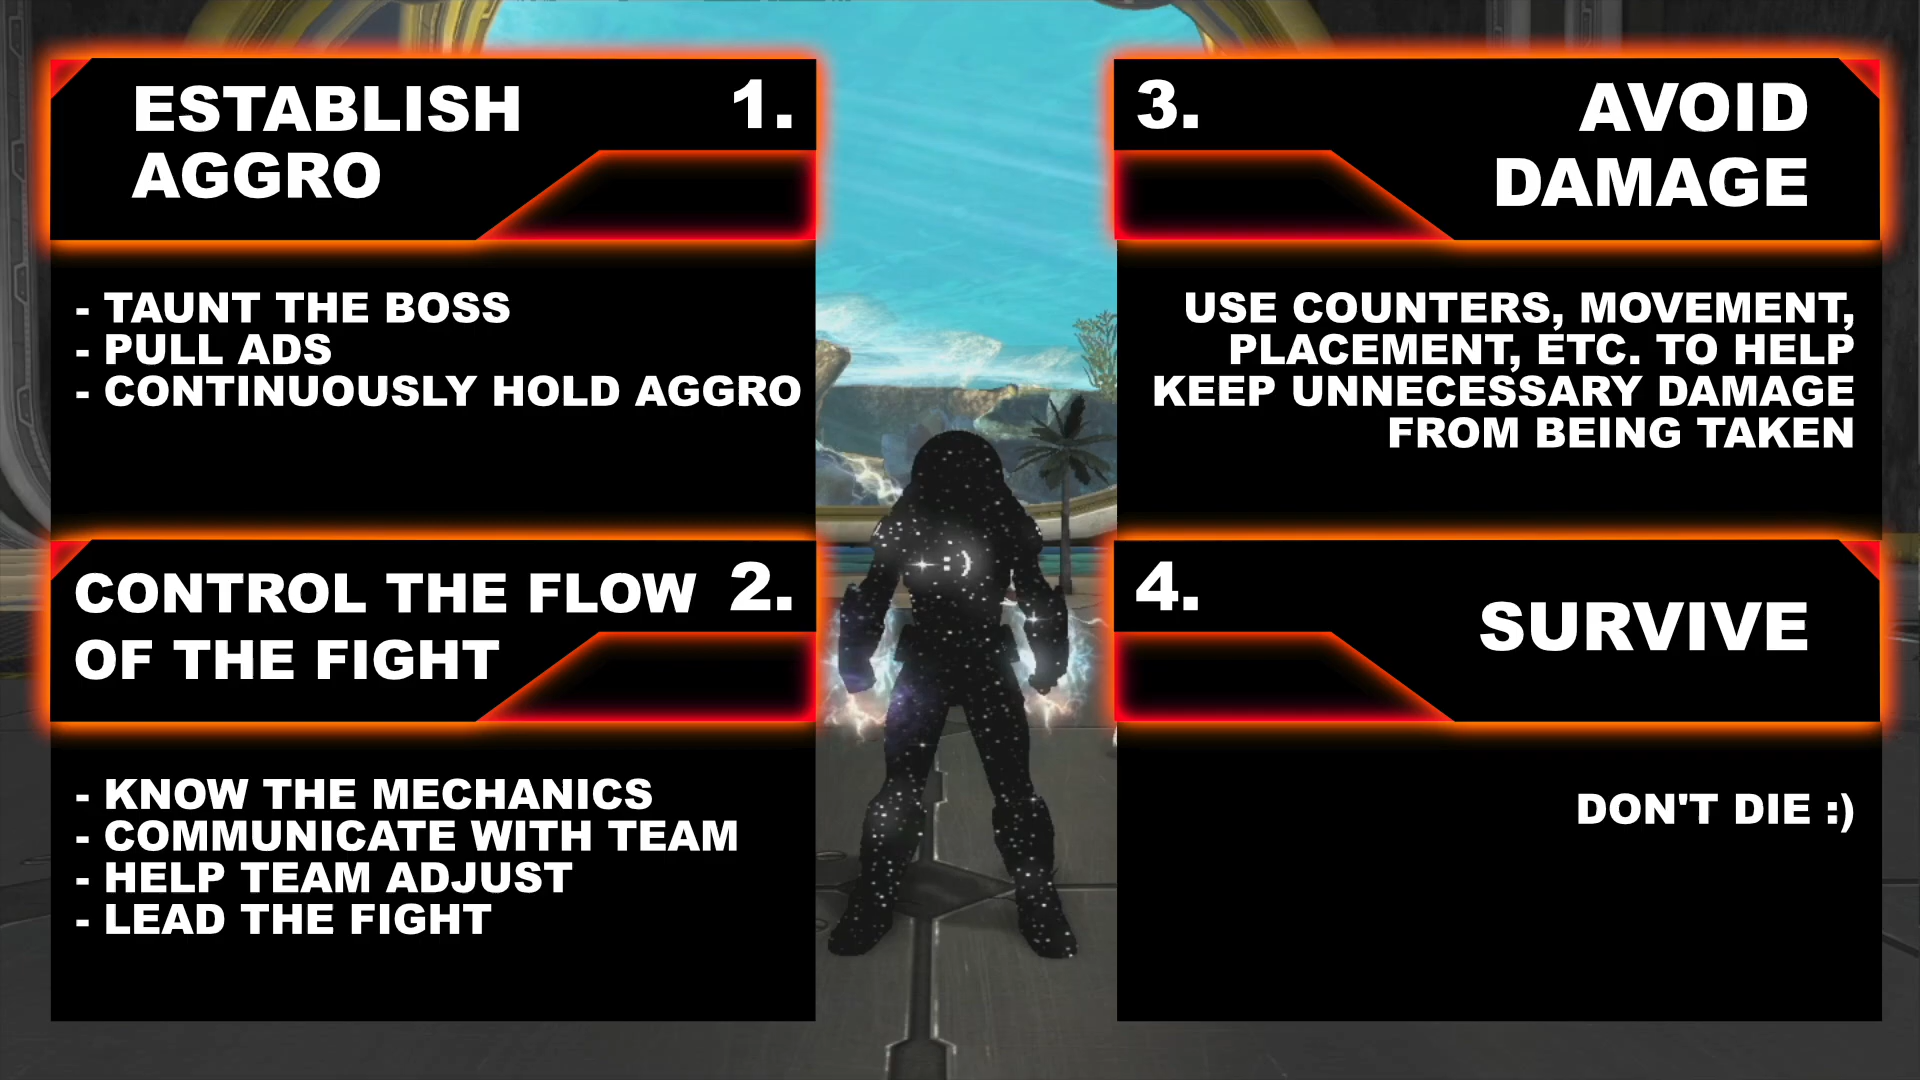 ESTABLISH
AGGRO
1.
- TAUNT THE BOSS
- PULL ADS
- CONTINUOUSLY HOLD AGGRO
CONTROL THE FLOW
OF THE FIGHT
2.
- KNOW THE MECHANICS
- COMMUNICATE WITH TEAM
- HELP TEAM ADJUST
- LEAD THE FIGHT
3.
AVOID
DAMAGE
USE COUNTERS, MOVEMENT,
PLACEMENT, ETC. TO HELP
KEEP UNNECESSARY DAMAGE
FROM BEING TAKEN
4.
SURVIVE
DON'T DIE :)
:)